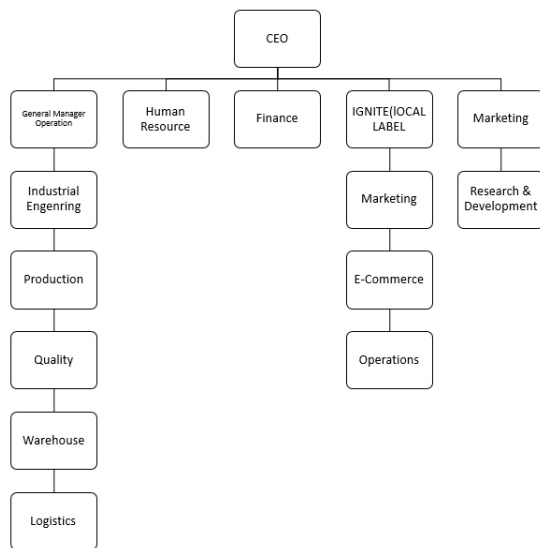 CEO
General Manager
Operation
Human
Resource
Finance
IGNITE(lOCAL
LABEL
Marketing
Industrial
Engenring
Marketing
Research &
Development
Production
E-Commerce
Quality
Operations
Warehouse
Logistics